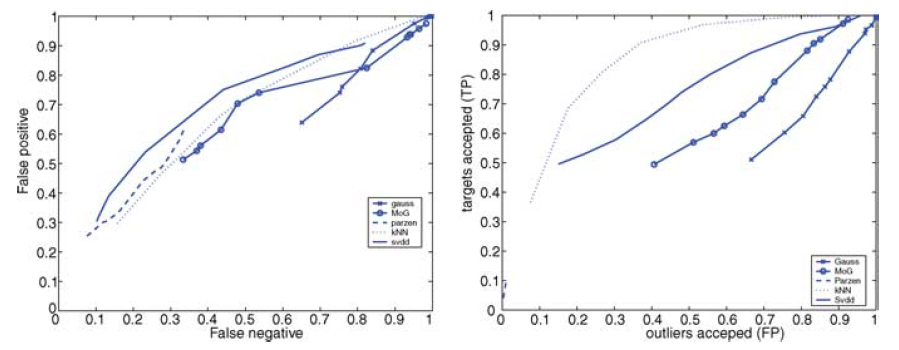 1
0.9
0.8
0.7
0.6
0.5
0.4
0.3
0.2
0.1
0
False positive
0 0.1 0.2 0.3 0.4 0.5 0.6 0.7 0.8 0.9 1
False negative
gauss
MoG
parzen
kNN
svdd
1
0.9
0.8
0.7
0.6
0.5
0.4
0.3
0.2
0.1
0
targets accepted (TP)
0 0.1 0.2 0.3 0.4 0.5 0.6 0.7 0.8 0.9 1
outliers acceped (FP)
Gauss
MoG
Parzen
kNN
Svdd